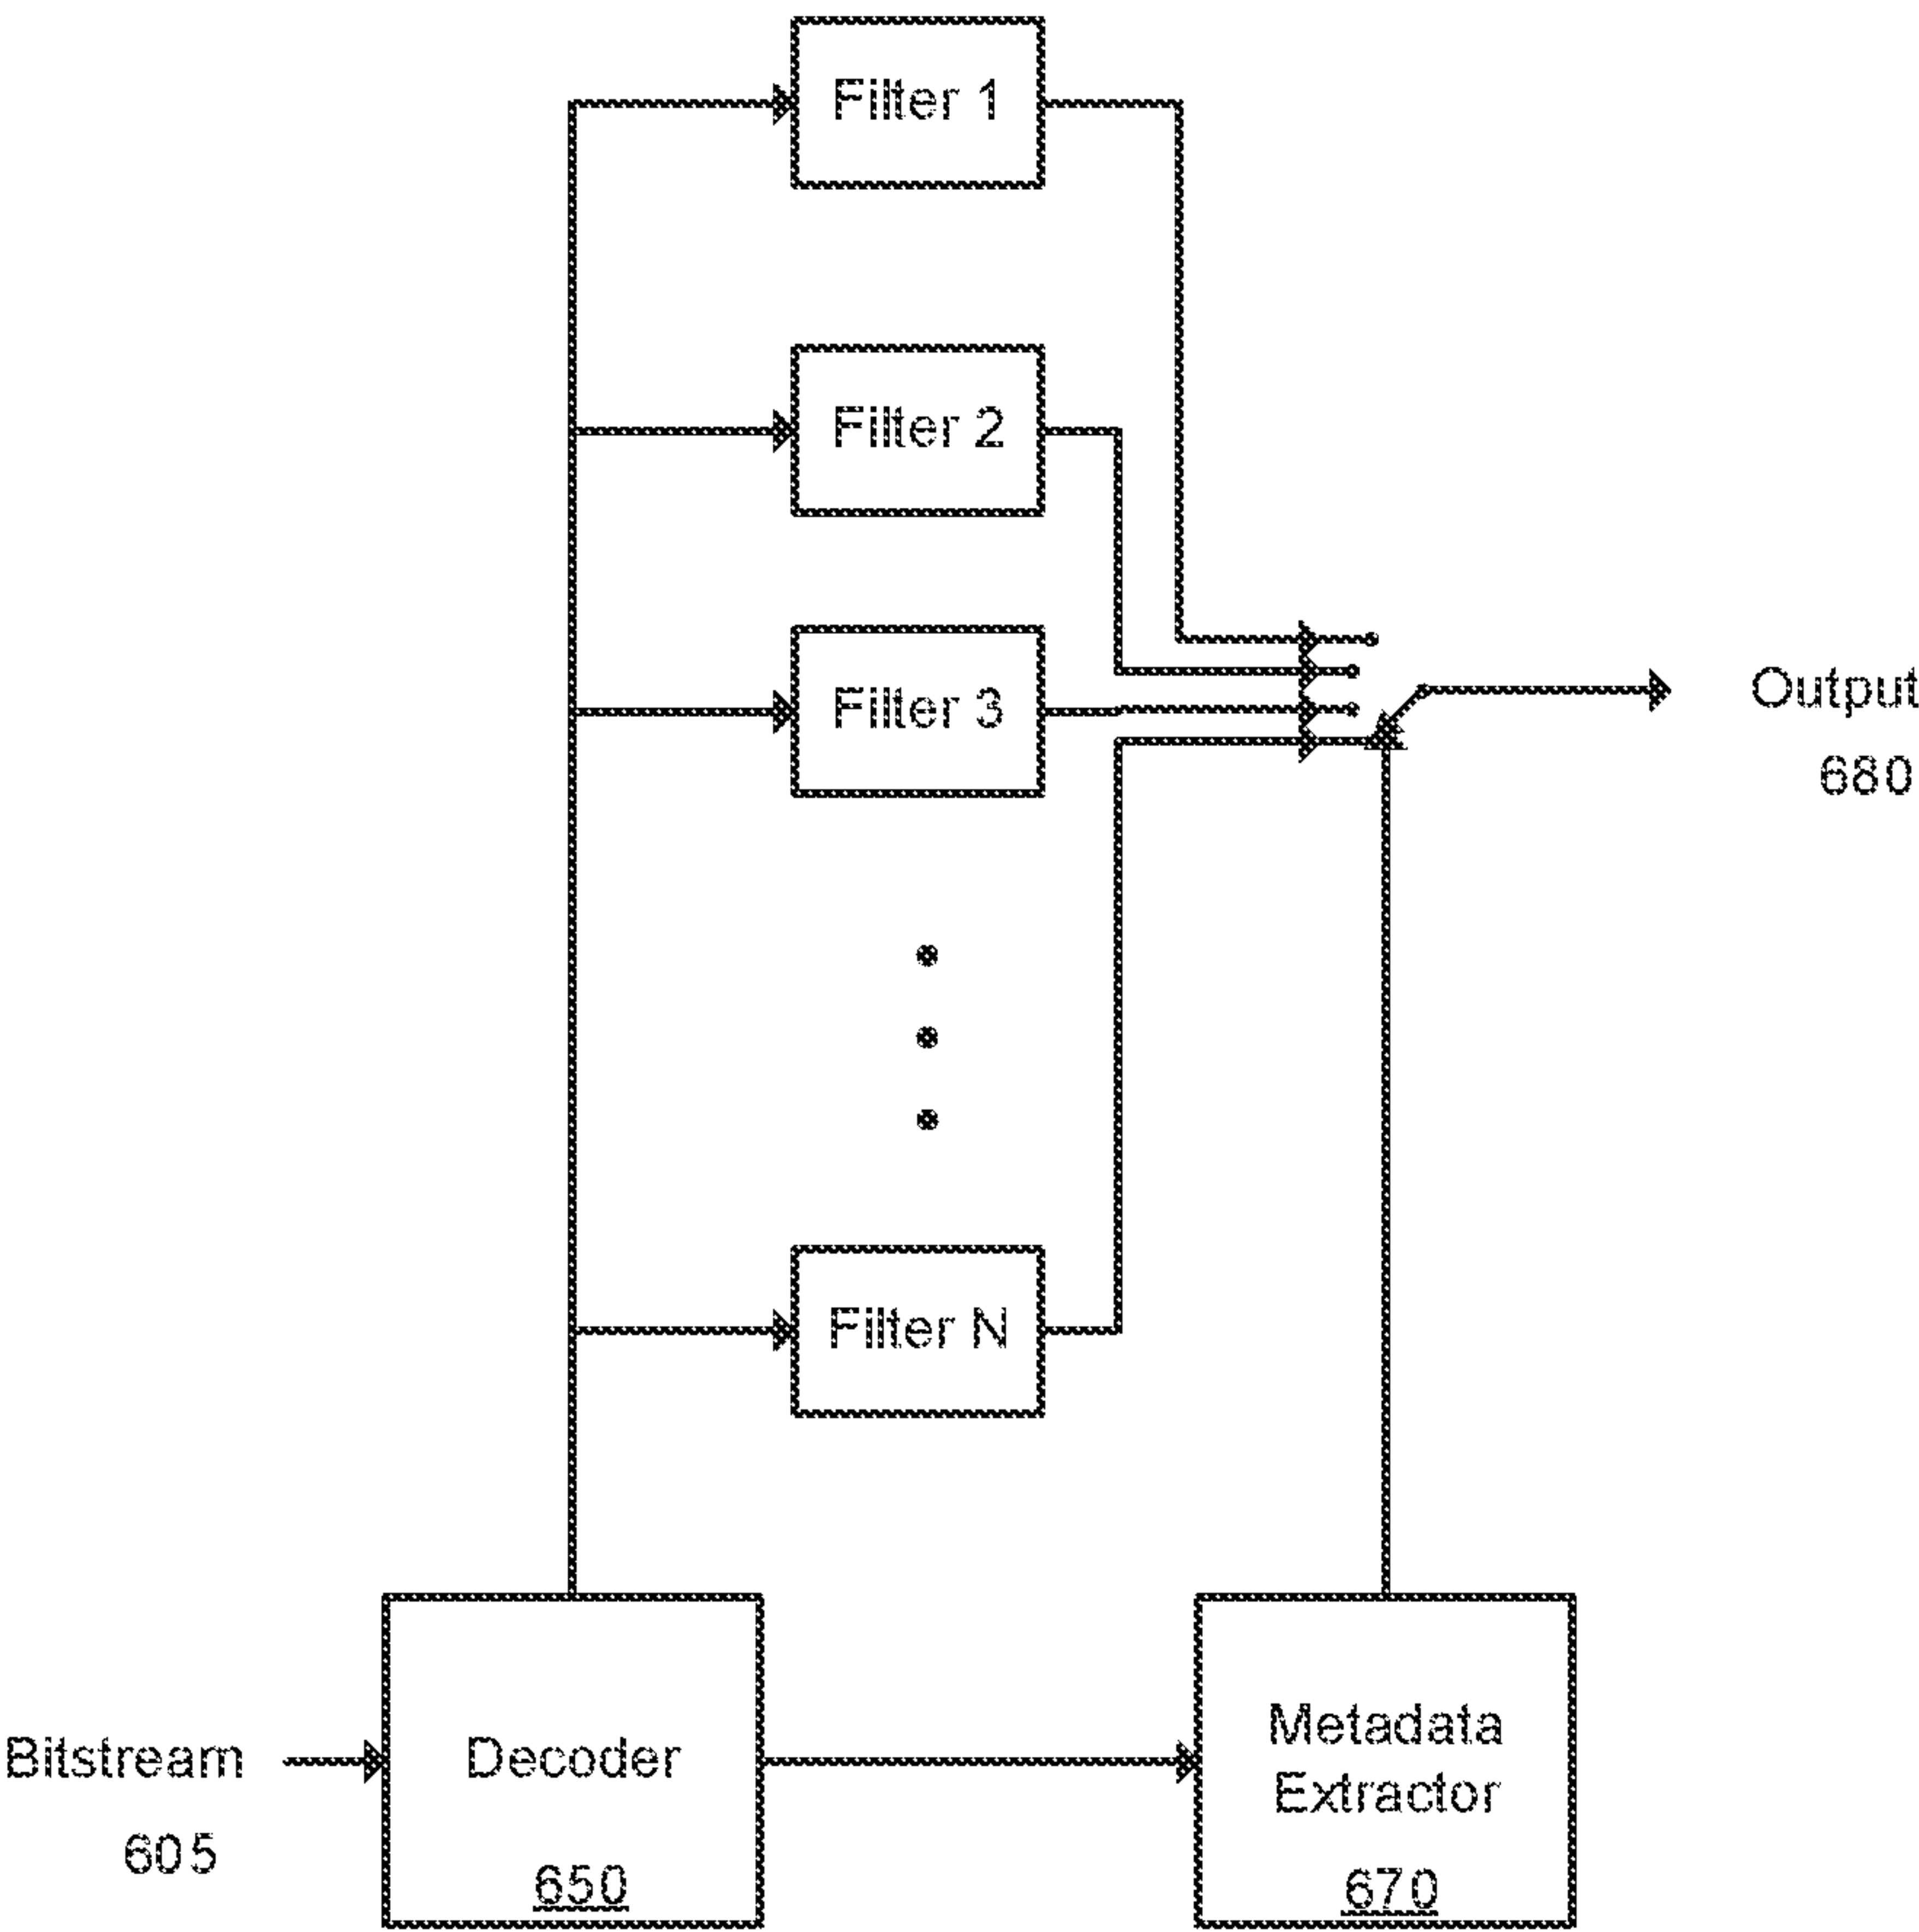 Filter 1
Filter 2
Filter 3
Output
680
Filter N
Bitstream
605
Decoder
650
Metadata
Extractor
670